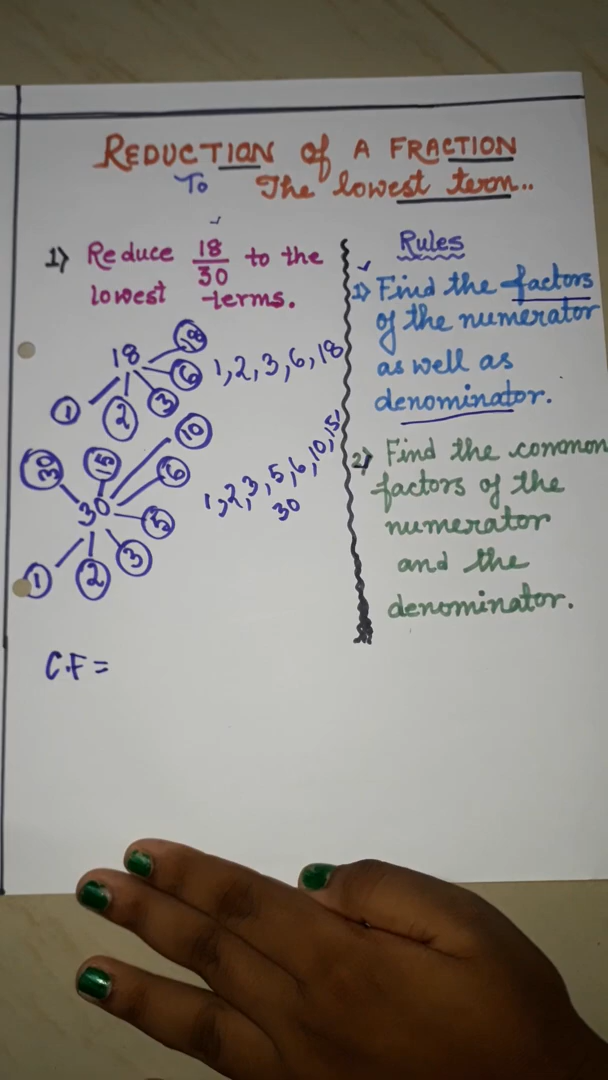 REDUCTION of A FRACTION
To The lowest term..
1) Reduce 18/30 to the
lowest terms.
18
1
2
3
6
18
1, 2, 3, 6, 18
30
1
2
3
5
6
10
15
30
1, 2, 3, 5, 6, 10, 15,
30
C.F =
Rules
1) Find the factors
of the numerator
as well as
denominator.
2) Find the common
factors of the
numerator
and the
denominator.